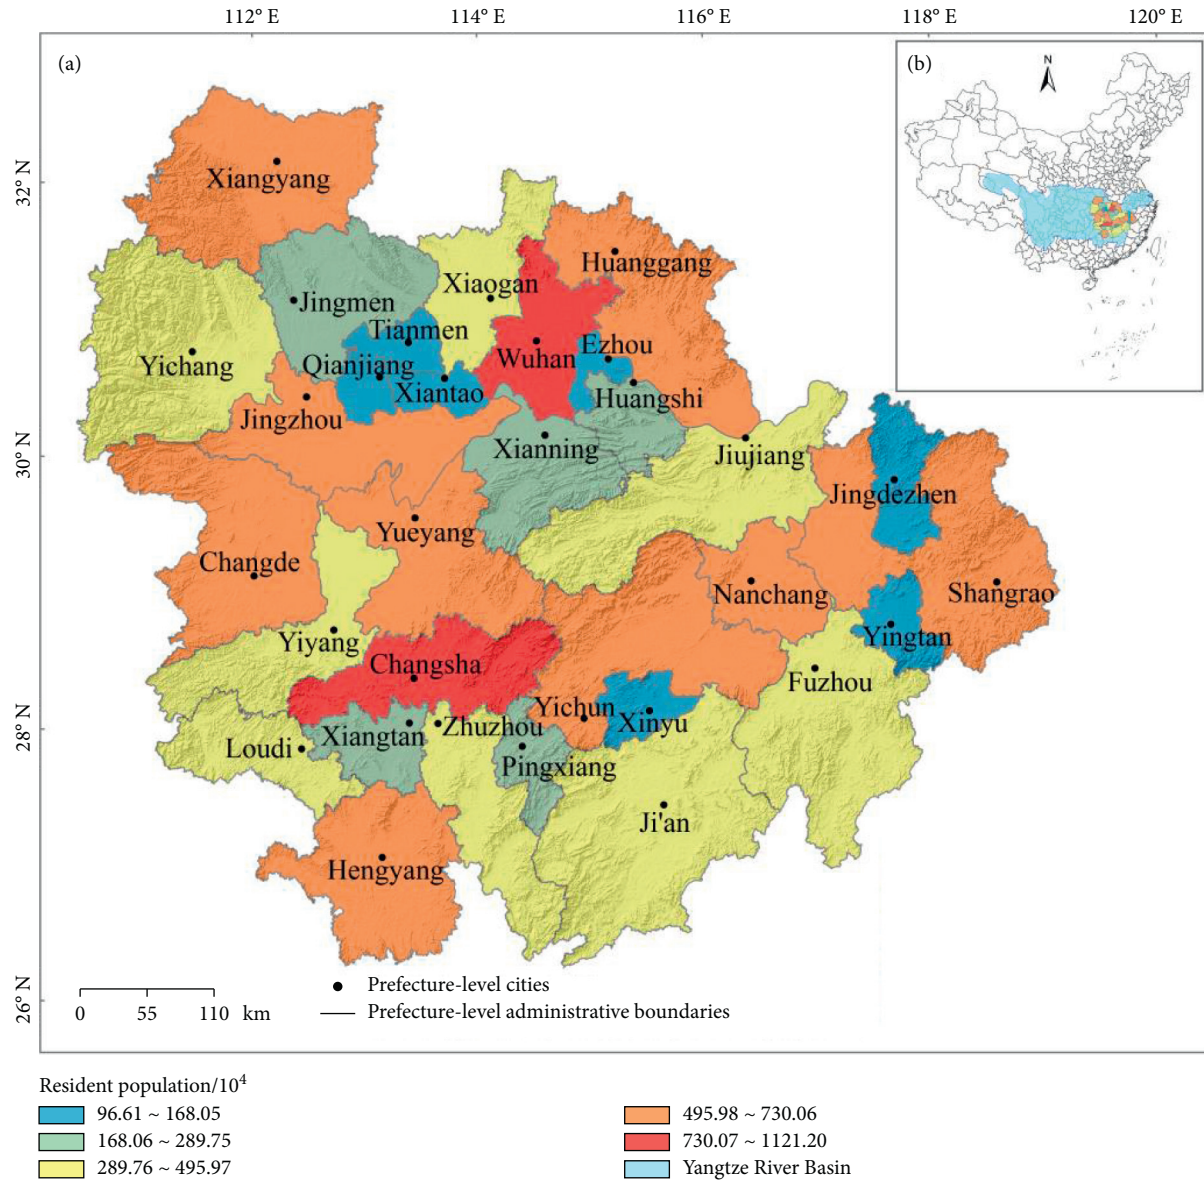 112° E
114° E
116° E
118° E
120° E
(a)
(b)
N
32° N
30° N
28° N
26° N
Xiangyang
Huanggang
Xiaogan
Jingmen
Tianmen
Ezhou
Wuhan
Yichang
Qianjiang
Xiantao
Huangshi
Jingzhou
Xianning
Jiujiang
Jingdezhen
Yueyang
Changde
Nanchang
Shangrao
Yiyang
Yingtan
Changsha
Fuzhou
Yichun
Xinyu
Zhuzhou
Xiangtan
Loudi
Pingxiang
Ji'an
Hengyang
Prefecture-level cities
Prefecture-level administrative boundaries
0 55 110 km
Resident population/10⁴
96.61 ~ 168.05
168.06 ~ 289.75
289.76 ~ 495.97
495.98 ~ 730.06
730.07 ~ 1121.20
Yangtze River Basin